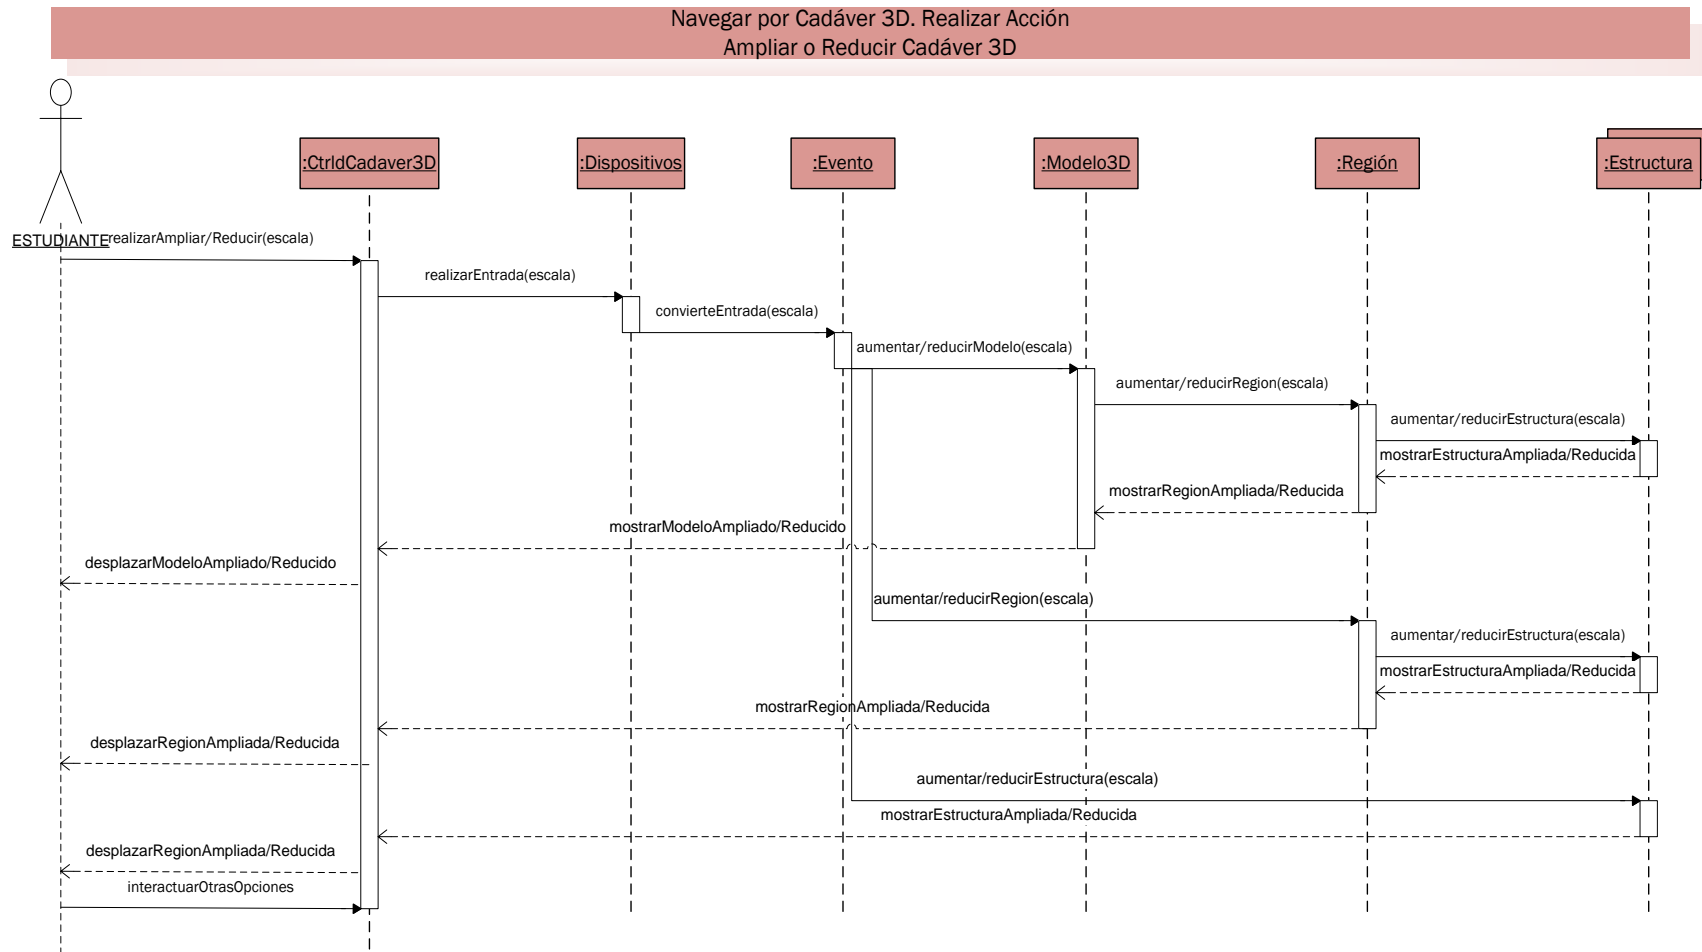 Navegar por Cadáver 3D. Realizar Acción
Ampliar o Reducir Cadáver 3D
:CtrldCadaver3D
:Dispositivos
:Evento
:Modelo3D
:Región
:Estructura
ESTUDIANTE
realizarAmpliar/Reducir(escala)
realizarEntrada(escala)
convierteEntrada(escala)
aumentar/reducirModelo(escala)
aumentar/reducirRegion(escala)
aumentar/reducirEstructura(escala)
mostrarEstructuraAmpliada/Reducida
mostrarRegionAmpliada/Reducida
mostrarModeloAmpliado/Reducido
desplazarModeloAmpliado/Reducido
aumentar/reducirRegion(escala)
aumentar/reducirEstructura(escala)
mostrarEstructuraAmpliada/Reducida
mostrarRegionAmpliada/Reducida
desplazarRegionAmpliada/Reducida
aumentar/reducirEstructura(escala)
mostrarEstructuraAmpliada/Reducida
desplazarRegionAmpliada/Reducida
interactuarOtrasOpciones